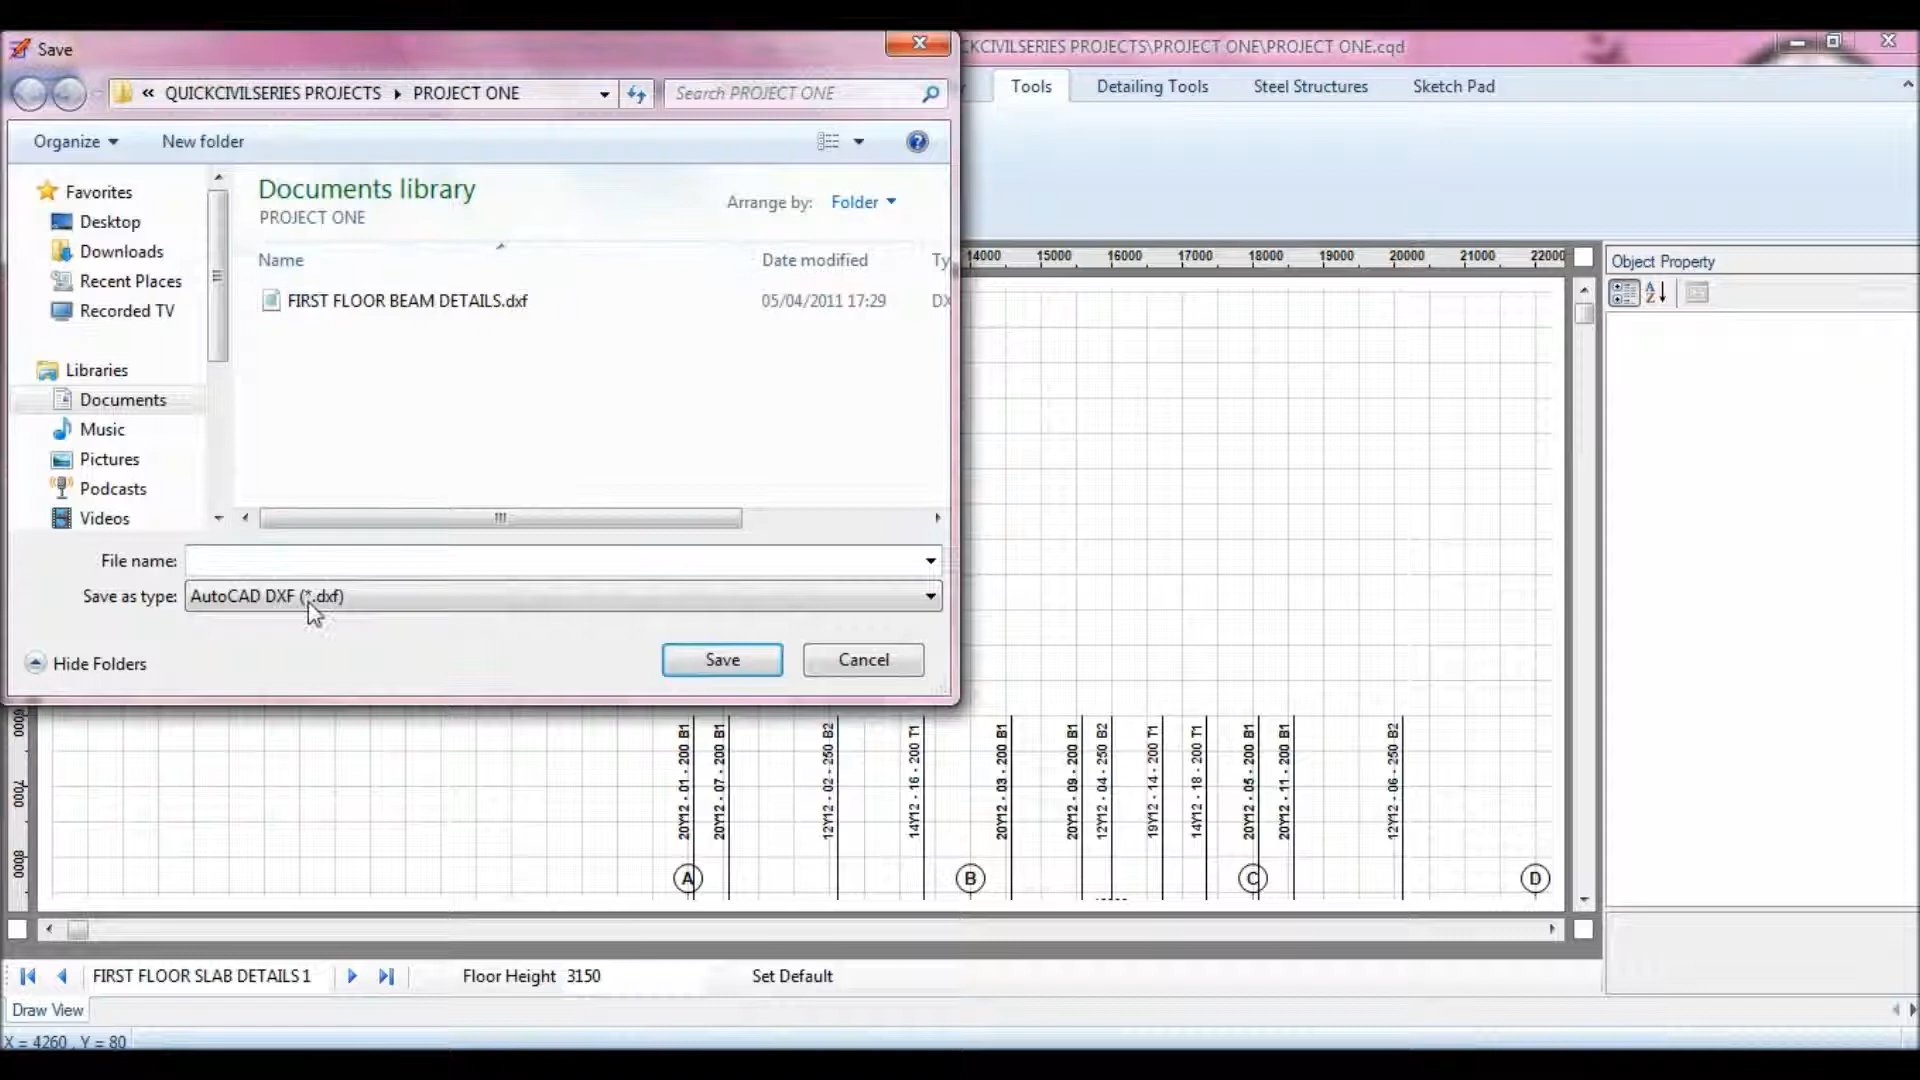 Save
KCIVILSERIES PROJECTS\PROJECT ONE\PROJECT ONE.cqd
« QUICKCIVILSERIES PROJECTS PROJECT ONE
Search PROJECT ONE
Tools
Detailing Tools
Steel Structures
Sketch Pad
Organize
New folder
Favorites
Desktop
Downloads
Recent Places
Recorded TV
Libraries
Documents
Music
Pictures
Podcasts
Videos
Documents library
PROJECT ONE
Arrange by: Folder
Name
Date modified
Ty
FIRST FLOOR BEAM DETAILS.dxf
05/04/2011 17:29
DX
File name:
Save as type: AutoCAD DXF (*.dxf)
Hide Folders
Save
Cancel
14000 15000 16000 17000 18000 19000 20000 21000 22000
Object Property
7000
8000
20Y12 - 01 - 200 B1
20Y12 - 07 - 200 B1
12Y12 - 02 - 250 B2
14Y12 - 16 - 200 T1
20Y12 - 03 - 200 B1
20Y12 - 09 - 200 B1
12Y12 - 04 - 250 B2
19Y12 - 14 - 200 T1
14Y12 - 18 - 200 T1
20Y12 - 05 - 200 B1
20Y12 - 11 - 200 B1
12Y12 - 06 - 250 B2
A B C D
FIRST FLOOR SLAB DETAILS 1
Floor Height 3150
Set Default
Draw View
X = 4260 , Y = 80